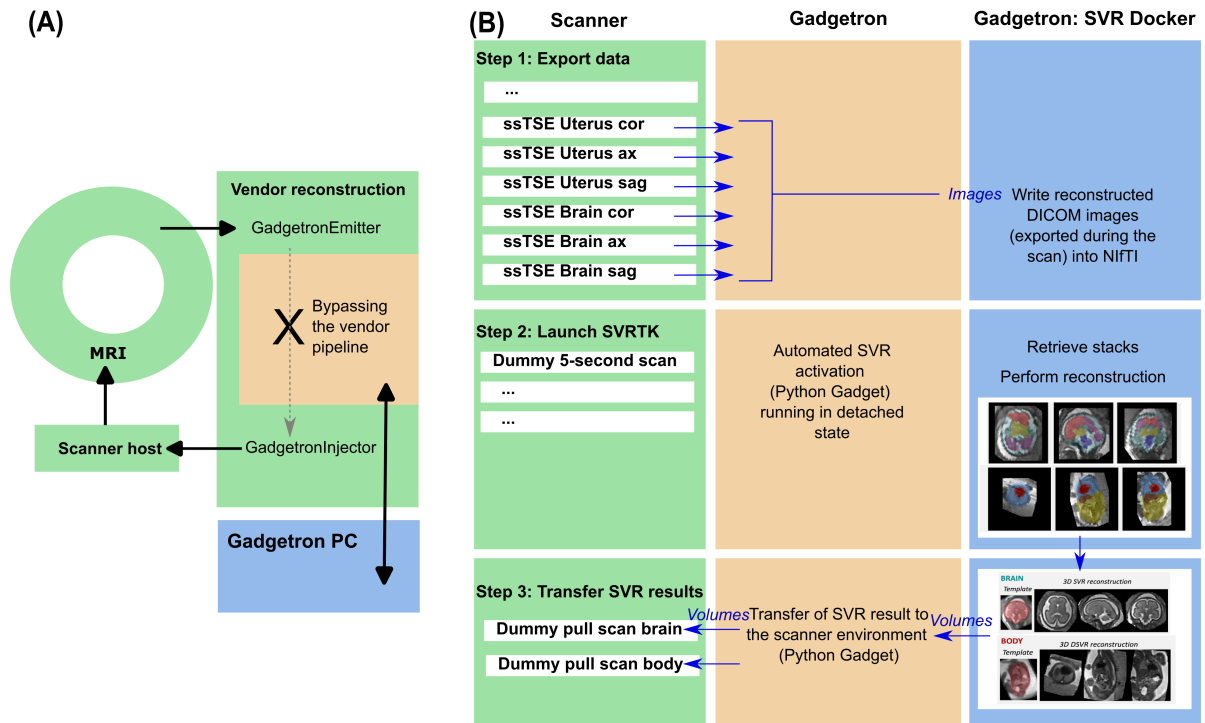 (A)
Vendor reconstruction
GadgetronEmitter
X
Bypassing
the vendor
pipeline
MRI
Scanner host
GadgetronInjector
Gadgetron PC
(B)
Scanner
Gadgetron
Gadgetron: SVR Docker
Step 1: Export data
...
ssTSE Uterus cor
ssTSE Uterus ax
ssTSE Uterus sag
ssTSE Brain cor
ssTSE Brain ax
ssTSE Brain sag
Images
Write reconstructed
DICOM images
(exported during the
scan) into NIfTI
Step 2: Launch SVRTK
Dummy 5-second scan
...
...
Automated SVR
activation
(Python Gadget)
running in detached
state
Retrieve stacks
Perform reconstruction
Step 3: Transfer SVR results
Dummy pull scan brain
Dummy pull scan body
Volumes
Transfer of SVR result to
the scanner environment
(Python Gadget)
Volumes
BRAIN
Template
3D SVR reconstruction
BODY
Template
3D DSVR reconstruction